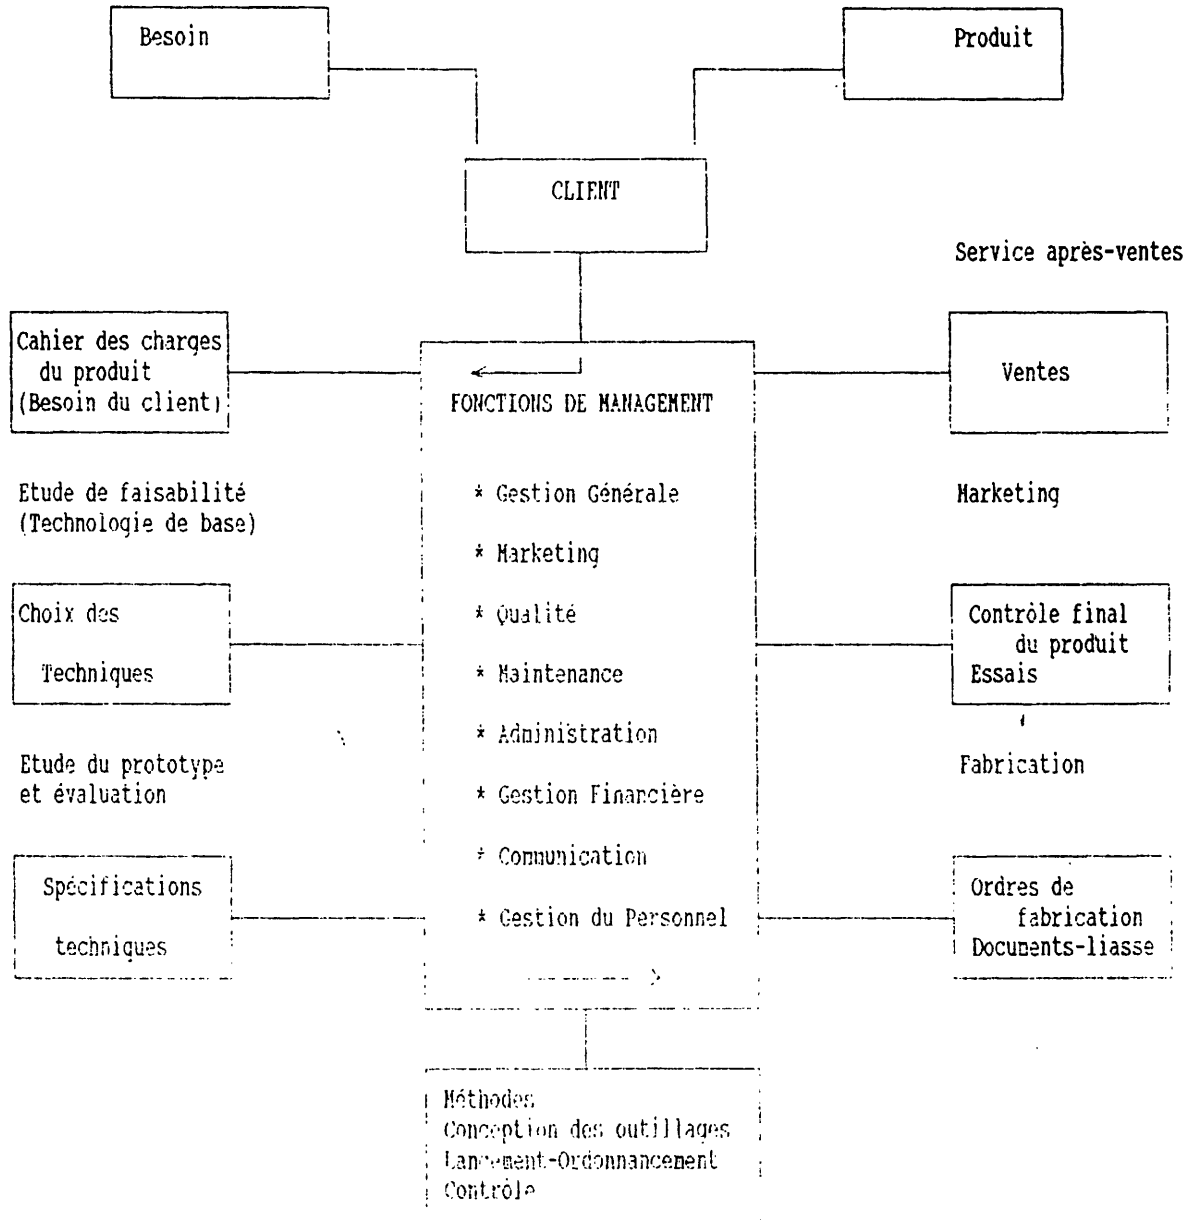 Besoin
Produit
CLIENT
Service après-ventes
Cahier des charges
du produit
(Besoin du client)
Ventes
FONCTIONS DE MANAGEMENT
Etude de faisabilité
(Technologie de base)
Marketing
* Gestion Générale
* Marketing
* Qualité
* Maintenance
* Administration
* Gestion Financière
* Communication
* Gestion du Personnel
Choix des
Techniques
Contrôle final
du produit
Essais
Etude du prototype
et évaluation
Fabrication
Spécifications
techniques
Ordres de
fabrication
Documents-liasse
Méthodes
Conception des outillages
Lancement-Ordonnancement
Contrôle